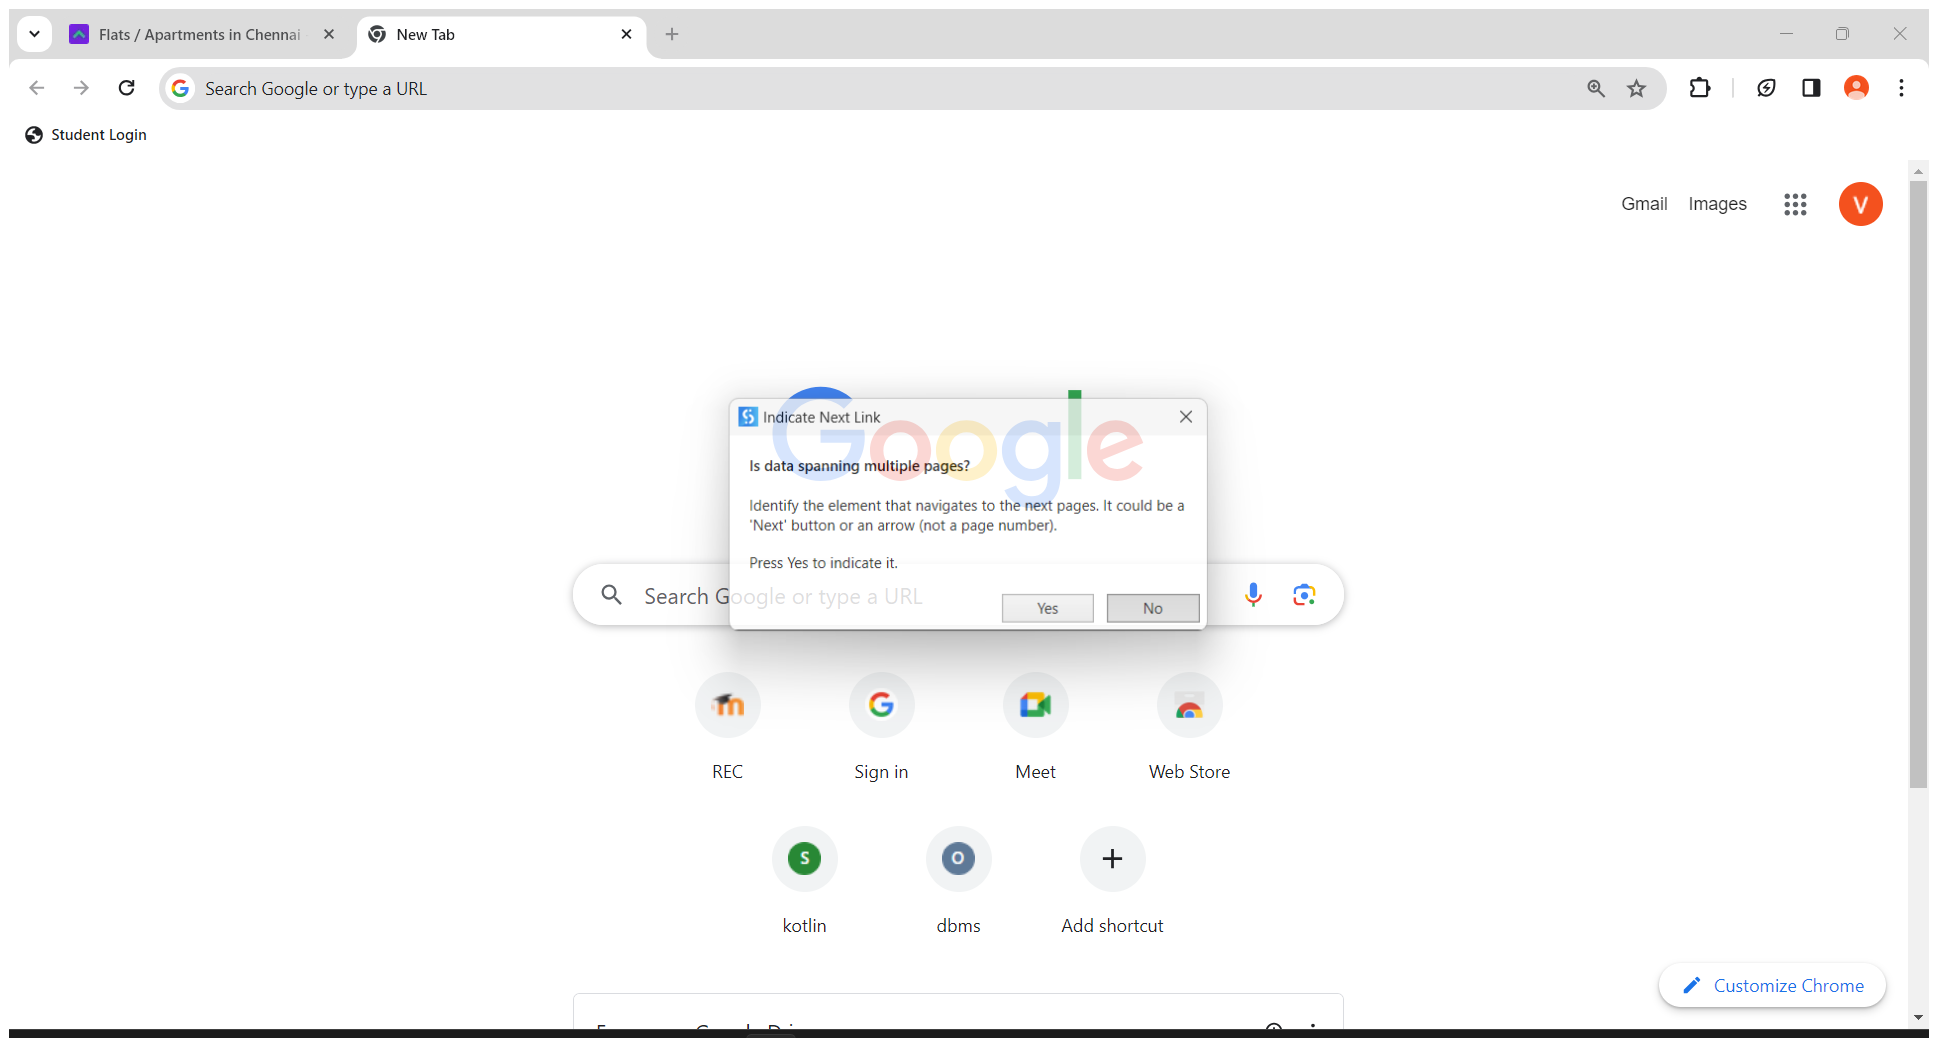 Flats / Apartments in Chennai
New Tab
Search Google or type a URL
Student Login
Gmail Images
V
Google
Indicate Next Link
Is data spanning multiple pages?
Identify the element that navigates to the next pages. It could be a
'Next' button or an arrow (not a page number).
Press Yes to indicate it.
Search Google or type a URL
Yes No
REC Sign in Meet Web Store
S O
kotlin dbms Add shortcut
Customize Chrome